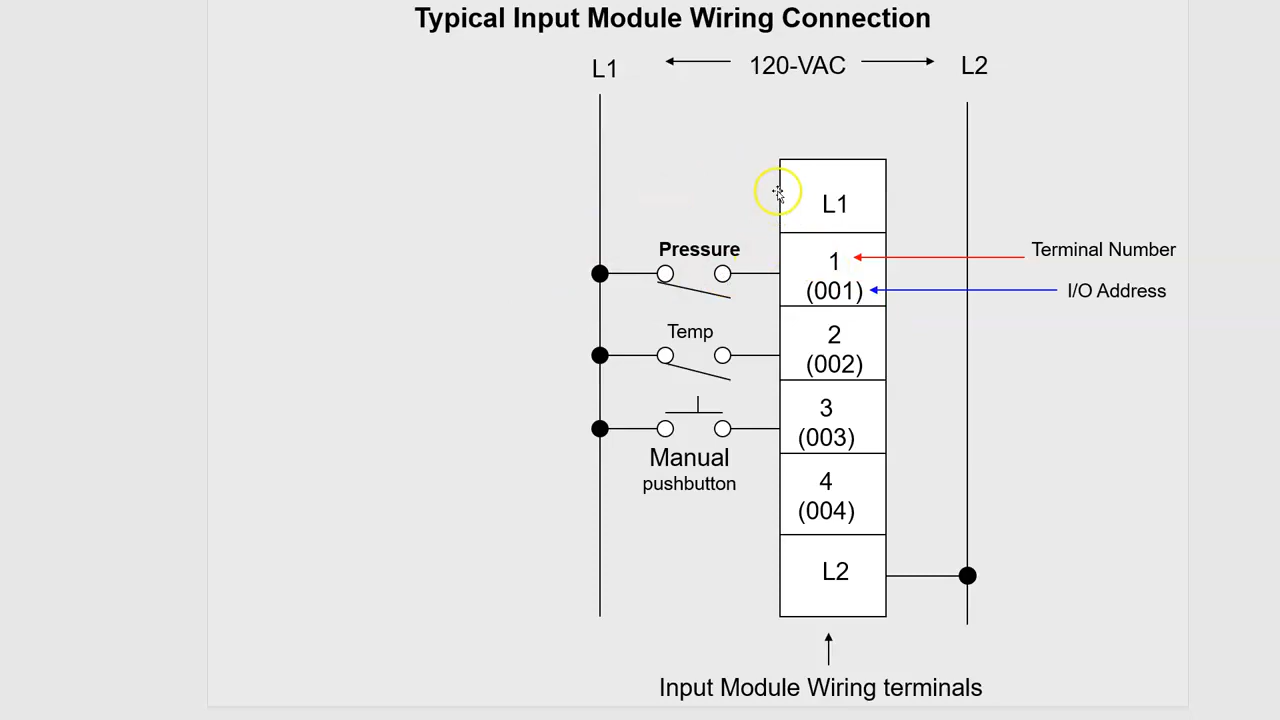 Typical Input Module Wiring Connection
L1
120-VAC
L2
L1
Pressure
1
Terminal Number
(001)
I/O Address
Temp
2
(002)
3
(003)
Manual
pushbutton
4
(004)
L2
Input Module Wiring terminals